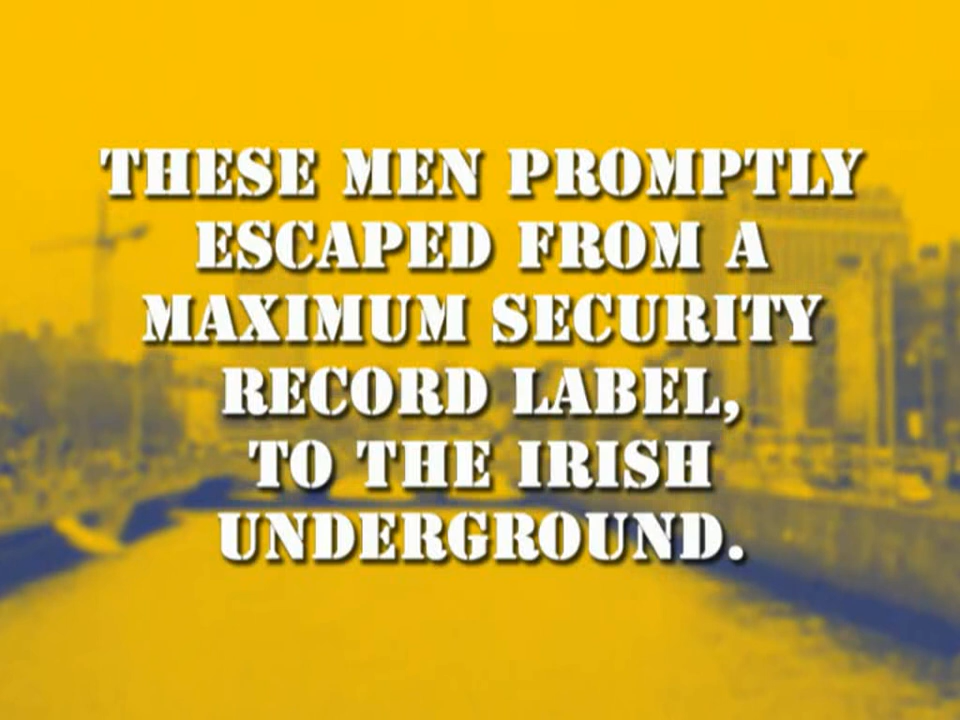 THESE MEN PROMPTLY
ESCAPED FROM A
MAXIMUM SECURITY
RECORD LABEL,
TO THE IRISH
UNDERGROUND.